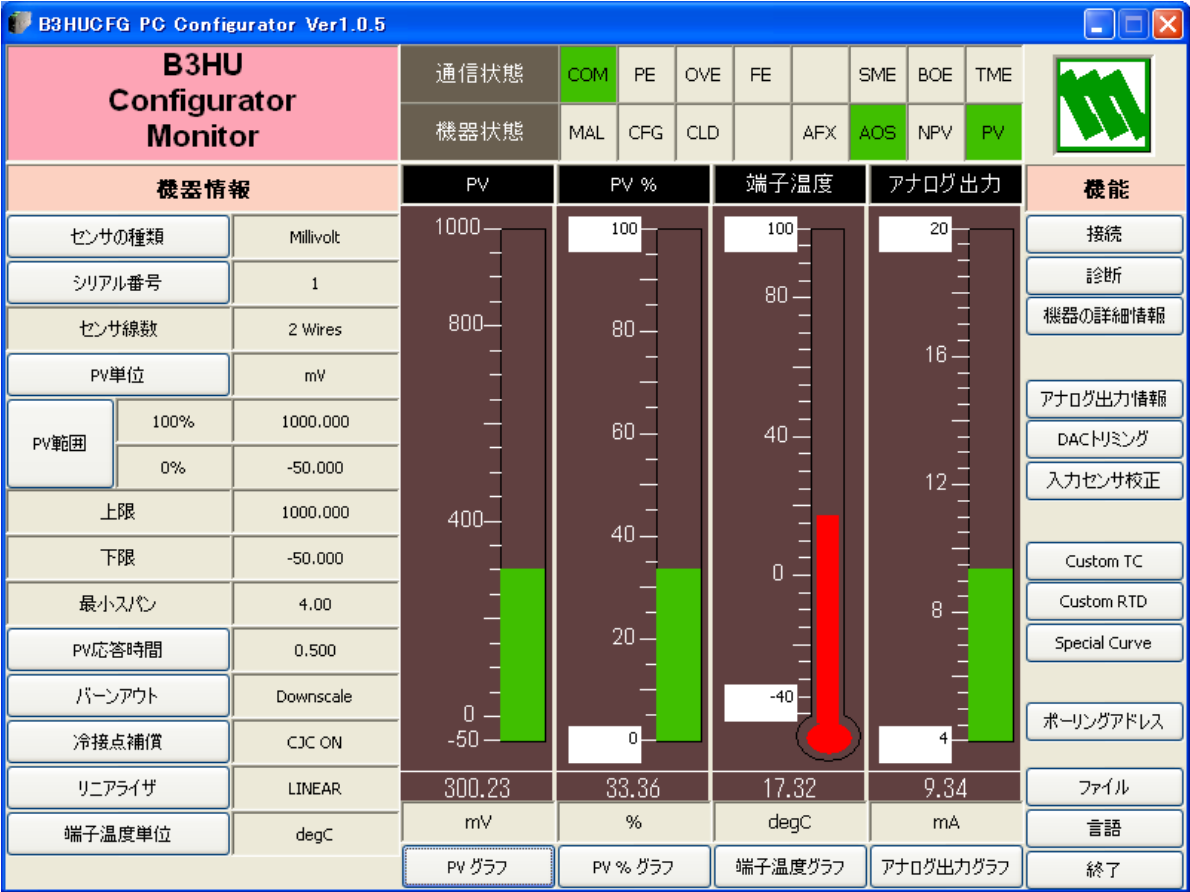 B3HUCFG PC Configurator Ver1.0.5
B3HU
Configurator
Monitor
通信状態 COM PE OVE FE SME BOE TME
機器状態 MAL CFG CLD AFX AOS NPV PV
機器情報
センサの種類 Millivolt
シリアル番号 1
センサ線数 2 Wires
PV単位 mV
PV範囲
100% 1000.000
0% -50.000
上限 1000.000
下限 -50.000
最小スパン 4.00
PV応答時間 0.500
バーンアウト Downscale
冷接点補償 CJC ON
リニアライザ LINEAR
端子温度単位 degC
PV
1000
800
400
0
-50
300.23
mV
PV グラフ
PV %
100
80
60
40
20
0
33.36
%
PV % グラフ
端子温度
100
80
40
0
-40
17.32
degC
端子温度グラフ
アナログ出力
20
16
12
8
4
9.34
mA
アナログ出力グラフ
機能
接続
診断
機器の詳細情報
アナログ出力情報
DACトリミング
入力センサ校正
Custom TC
Custom RTD
Special Curve
ポーリングアドレス
ファイル
言語
終了